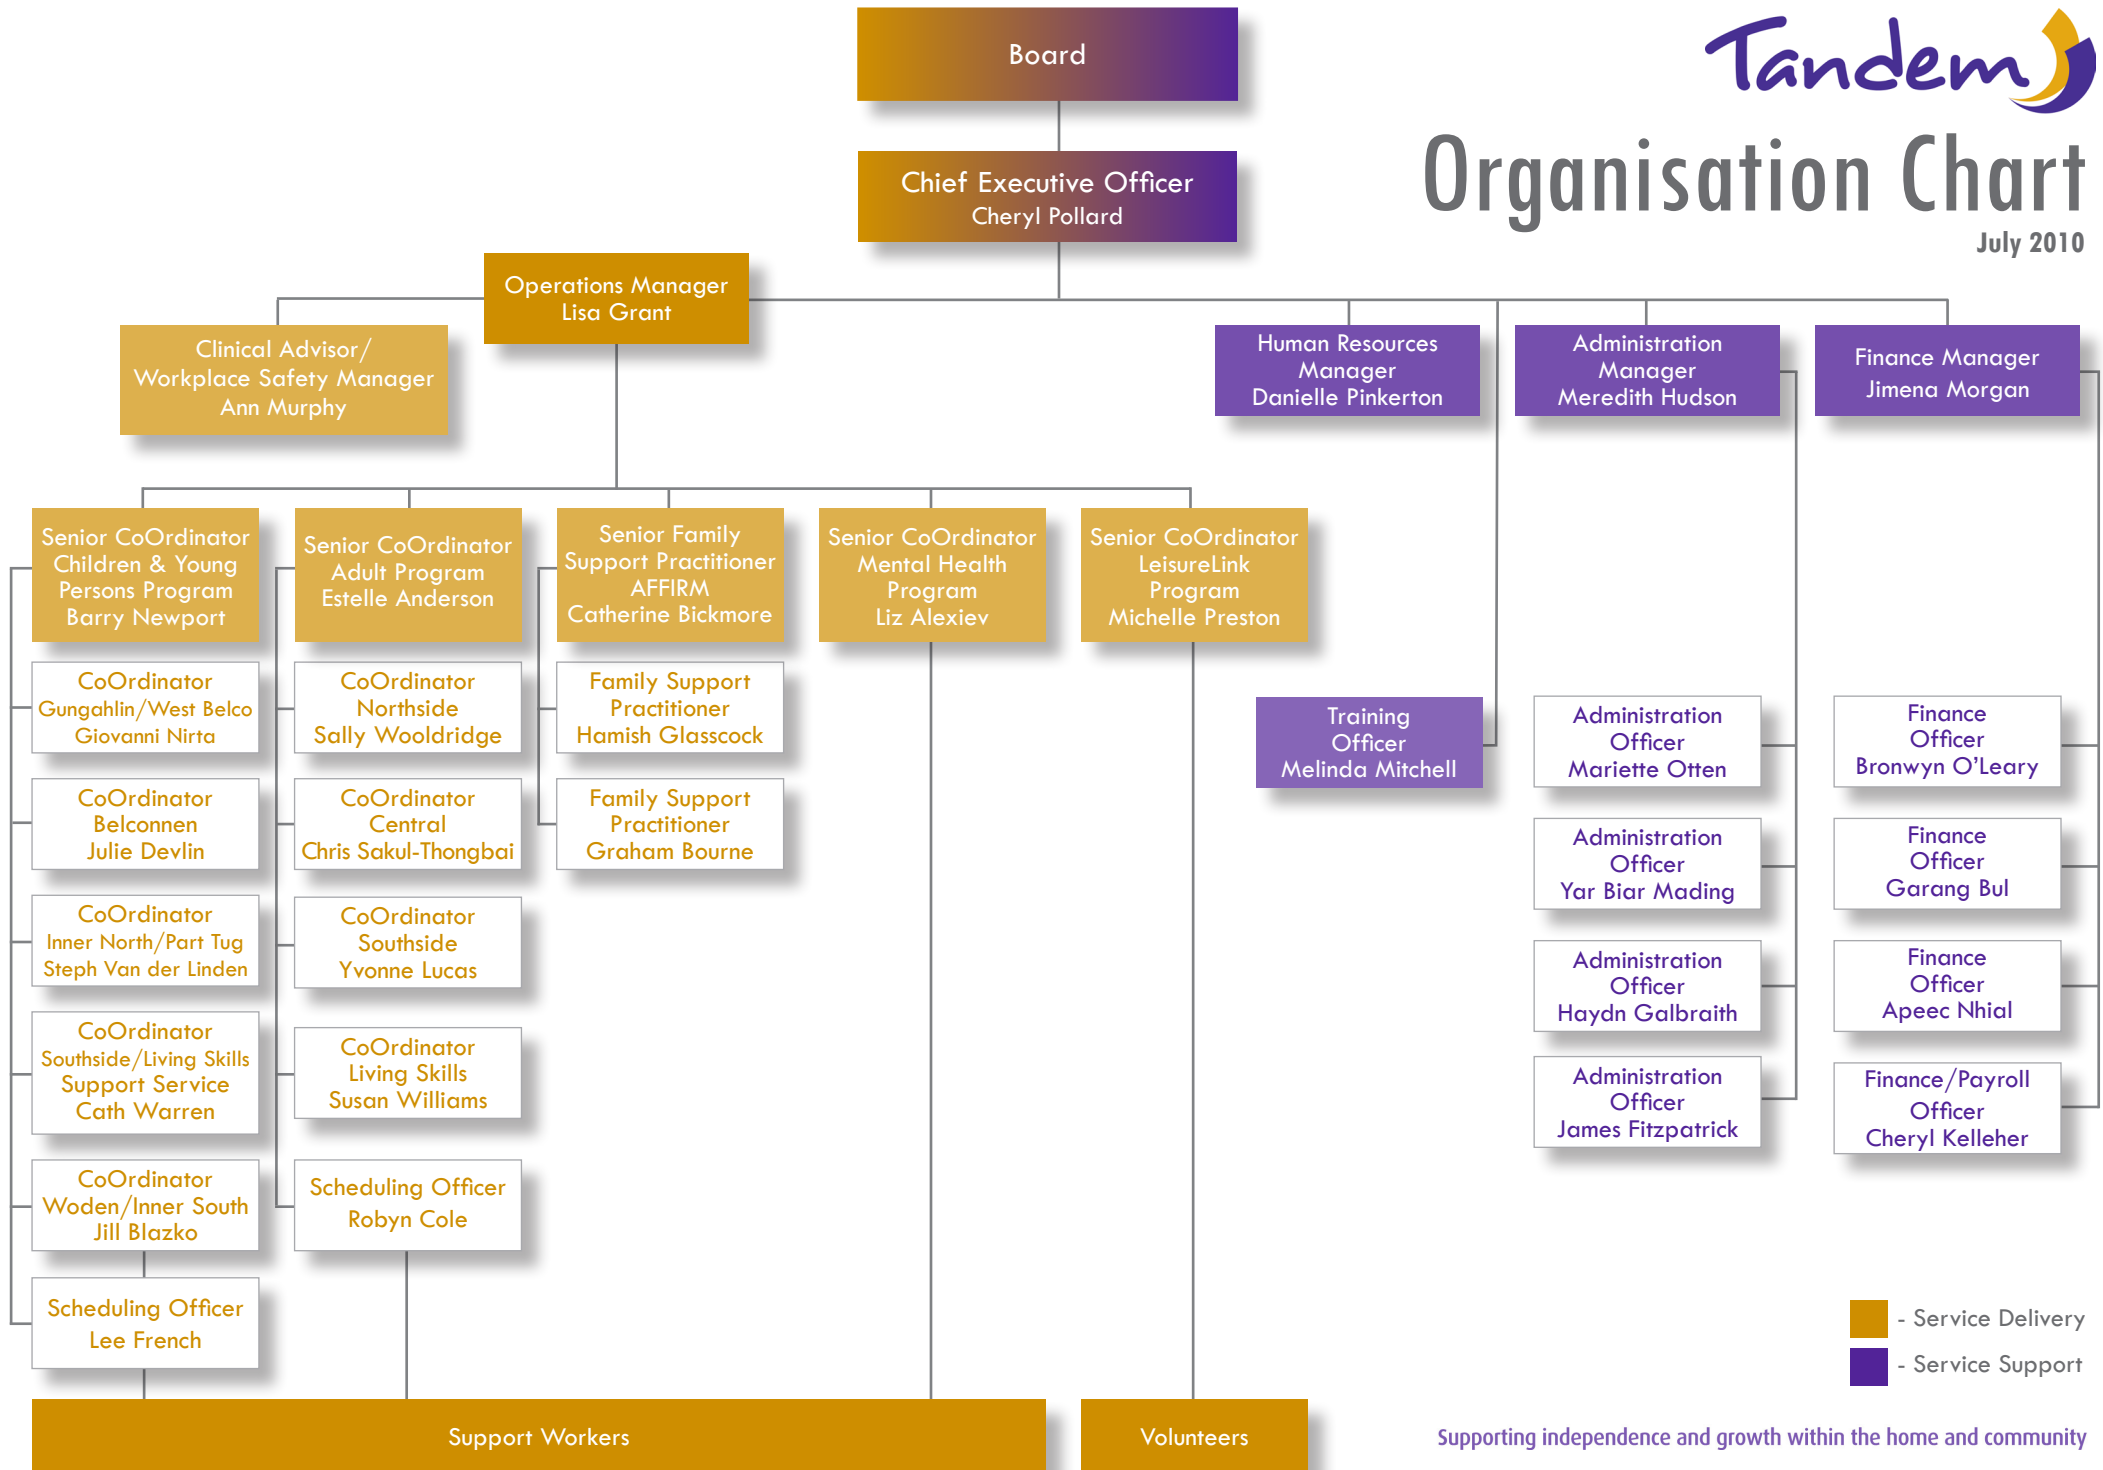 Board
Tandem
Organisation Chart
July 2010
Chief Executive Officer
Cheryl Pollard
Operations Manager
Lisa Grant
Clinical Advisor/
Workplace Safety Manager
Ann Murphy
Human Resources
Manager
Danielle Pinkerton
Administration
Manager
Meredith Hudson
Finance Manager
Jimena Morgan
Senior CoOrdinator
Children & Young
Persons Program
Barry Newport
Senior CoOrdinator
Adult Program
Estelle Anderson
Senior Family
Support Practitioner
AFFIRM
Catherine Bickmore
Senior CoOrdinator
Mental Health
Program
Liz Alexiev
Senior CoOrdinator
LeisureLink
Program
Michelle Preston
CoOrdinator
Gungahlin/West Belco
Giovanni Nirta
CoOrdinator
Northside
Sally Wooldridge
Family Support
Practitioner
Hamish Glasscock
Training
Officer
Melinda Mitchell
Administration
Officer
Mariette Otten
Finance
Officer
Bronwyn O'Leary
CoOrdinator
Belconnen
Julie Devlin
CoOrdinator
Central
Chris Sakul-Thongbai
Family Support
Practitioner
Graham Bourne
Administration
Officer
Yar Biar Mading
Finance
Officer
Garang Bul
CoOrdinator
Inner North/Part Tug
Steph Van der Linden
CoOrdinator
Southside
Yvonne Lucas
Administration
Officer
Haydn Galbraith
Finance
Officer
Apeec Nhial
CoOrdinator
Southside/Living Skills
Support Service
Cath Warren
CoOrdinator
Living Skills
Susan Williams
Administration
Officer
James Fitzpatrick
Finance/Payroll
Officer
Cheryl Kelleher
CoOrdinator
Woden/Inner South
Jill Blazko
Scheduling Officer
Robyn Cole
Scheduling Officer
Lee French
- Service Delivery
- Service Support
Support Workers
Volunteers
Supporting independence and growth within the home and community